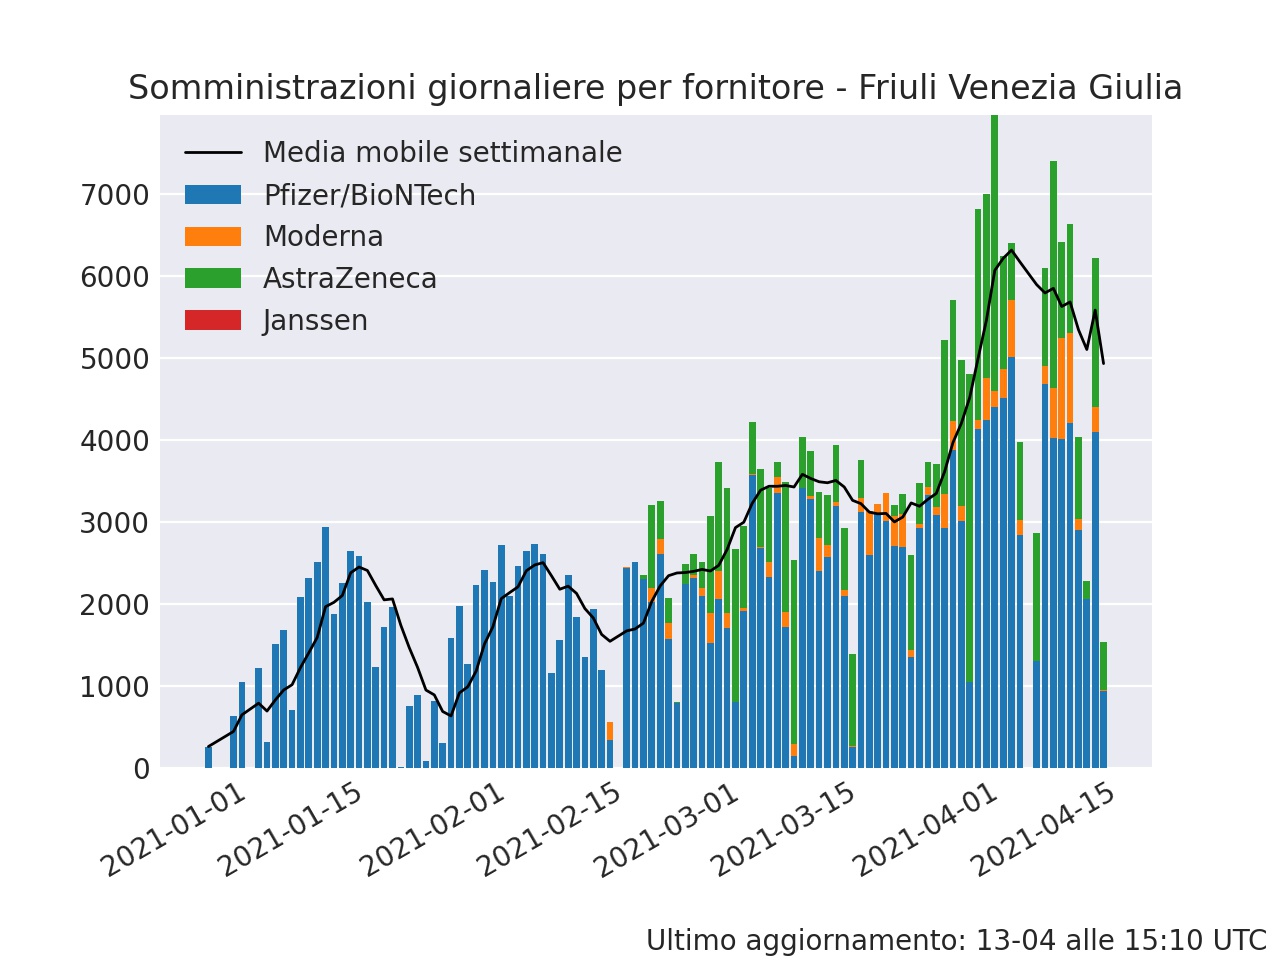 Somministrazioni giornaliere per fornitore - Friuli Venezia Giulia
Media mobile settimanale
Pfizer/BioNTech
Moderna
AstraZeneca
Janssen
7000
6000
5000
4000
3000
2000
1000
0
2021-01-01
2021-01-15
2021-02-01
2021-02-15
2021-03-01
2021-03-15
2021-04-01
2021-04-15
Ultimo aggiornamento: 13-04 alle 15:10 UTC